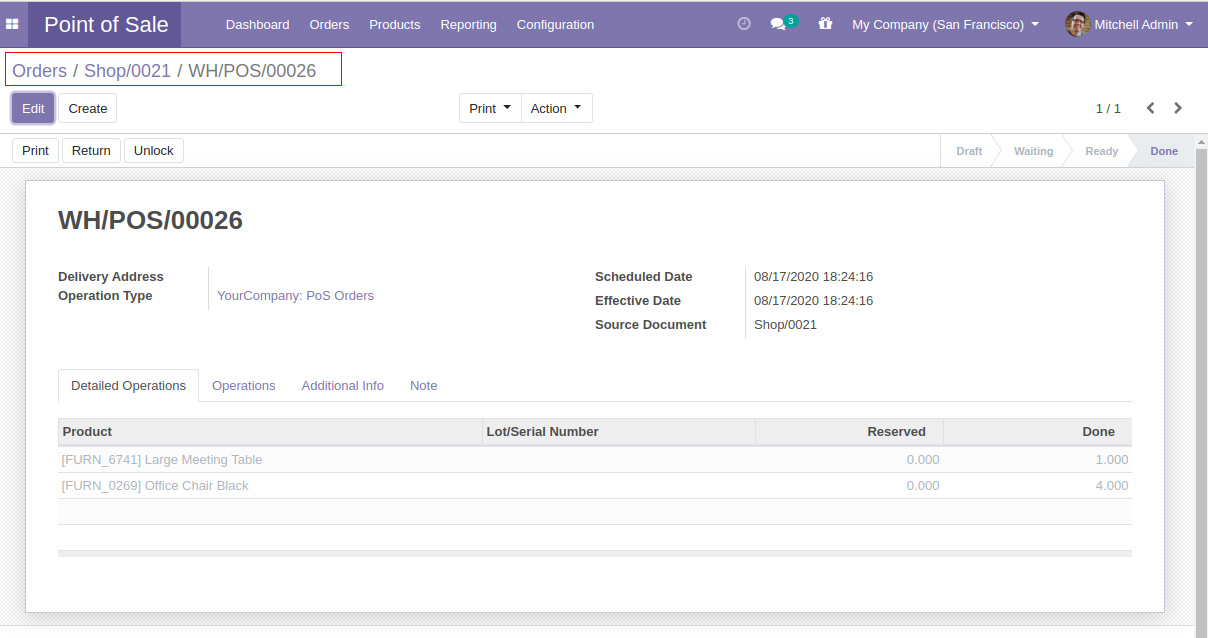 Point of Sale Dashboard Orders Products Reporting Configuration 3 My Company (San Francisco) Mitchell Admin
Orders / Shop/0021 / WH/POS/00026
Edit Create Print Action 1 / 1
Print Return Unlock Draft Waiting Ready Done
WH/POS/00026
Delivery Address Scheduled Date 08/17/2020 18:24:16
Operation Type YourCompany: PoS Orders Effective Date 08/17/2020 18:24:16
Source Document Shop/0021
Detailed Operations Operations Additional Info Note
Product Lot/Serial Number Reserved Done
[FURN_6741] Large Meeting Table 0.000 1.000
[FURN_0269] Office Chair Black 0.000 4.000